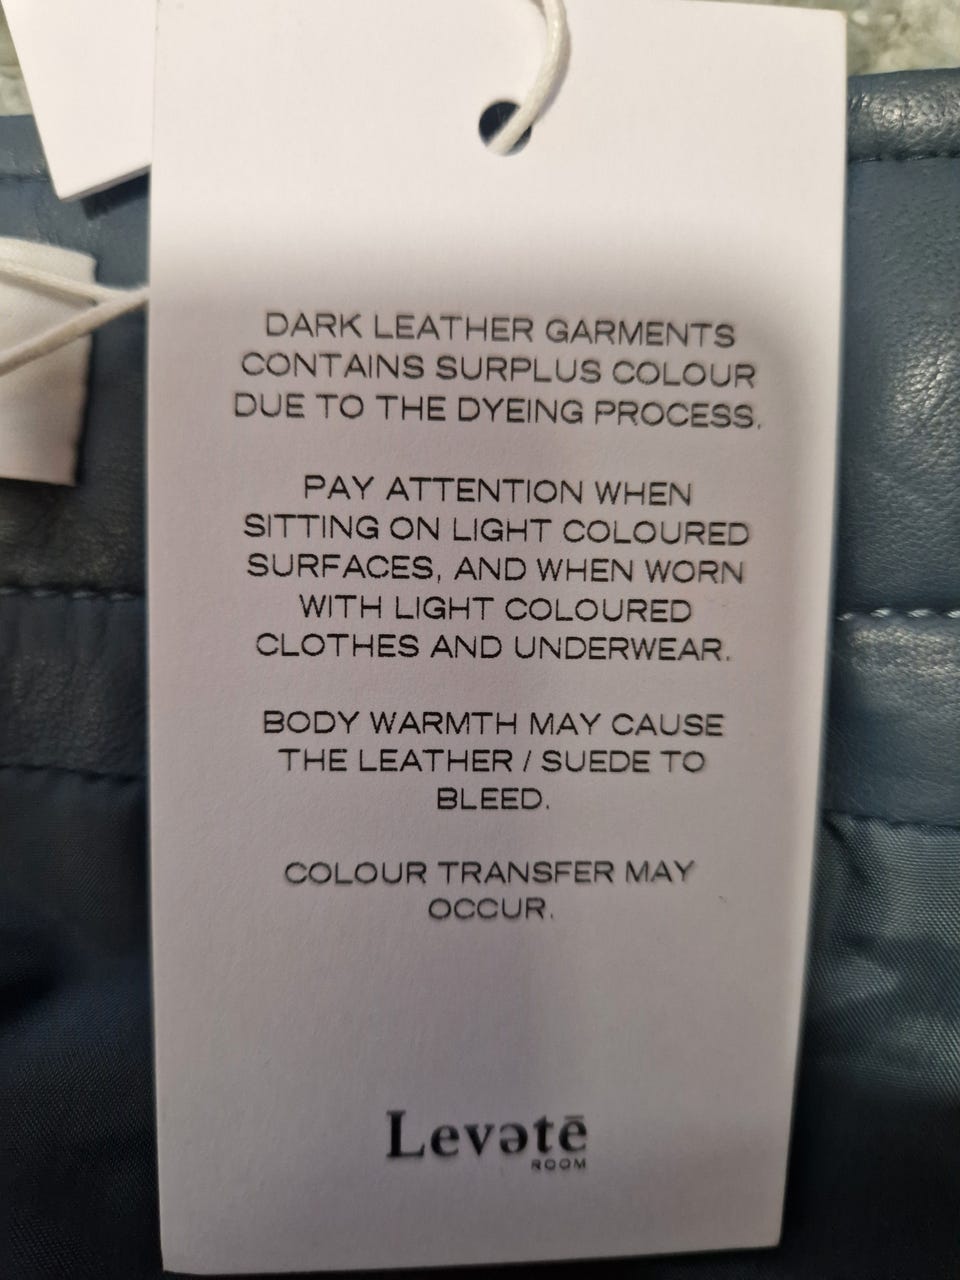 DARK LEATHER GARMENTS
CONTAINS SURPLUS COLOUR
DUE TO THE DYEING PROCESS.
PAY ATTENTION WHEN
SITTING ON LIGHT COLOURED
SURFACES, AND WHEN WORN
WITH LIGHT COLOURED
CLOTHES AND UNDERWEAR.
BODY WARMTH MAY CAUSE
THE LEATHER / SUEDE TO
BLEED.
COLOUR TRANSFER MAY
OCCUR.
Levətē
ROOM